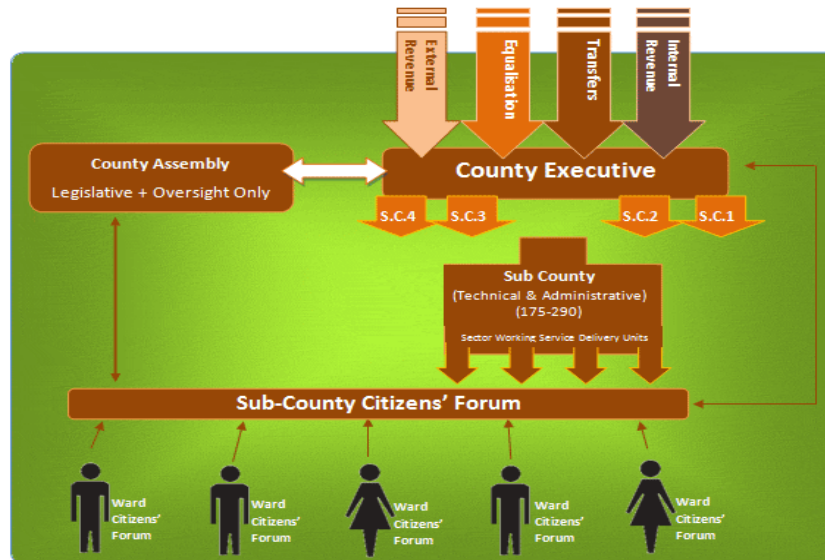 External
Revenue
Equalisation
Transfers
Internal
Revenue
County Assembly
Legislative + Oversight Only
County Executive
S.C.4
S.C.3
S.C.2
S.C.1
Sub County
(Technical & Administrative)
(175-290)
Sector Working Service Delivery Units
Sub-County Citizens’ Forum
Ward
Citizens’
Forum
Ward
Citizens’
Forum
Ward
Citizens’
Forum
Ward
Citizens’
Forum
Ward
Citizens’
Forum